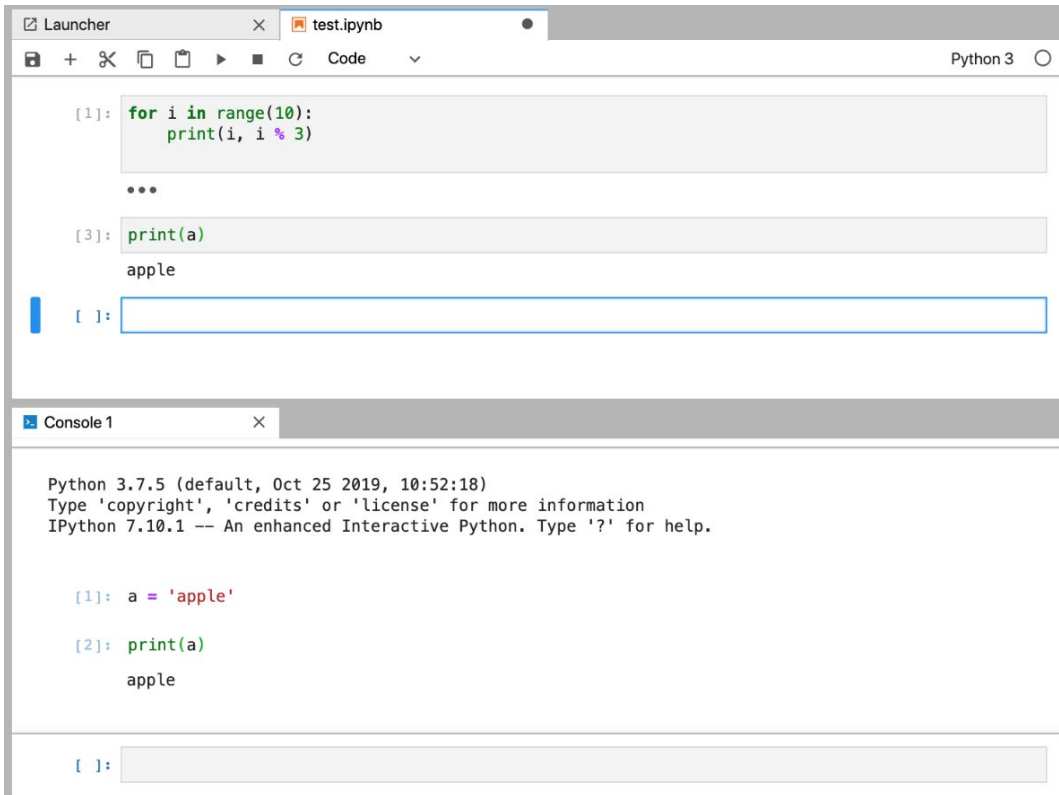 Launcher
test.ipynb
Code
Python 3
[1]: for i in range(10):
    print(i, i % 3)
[3]: print(a)
apple
[ ]:
Console 1
Python 3.7.5 (default, Oct 25 2019, 10:52:18)
Type 'copyright', 'credits' or 'license' for more information
IPython 7.10.1 -- An enhanced Interactive Python. Type '?' for help.
[1]: a = 'apple'
[2]: print(a)
apple
[ ]: